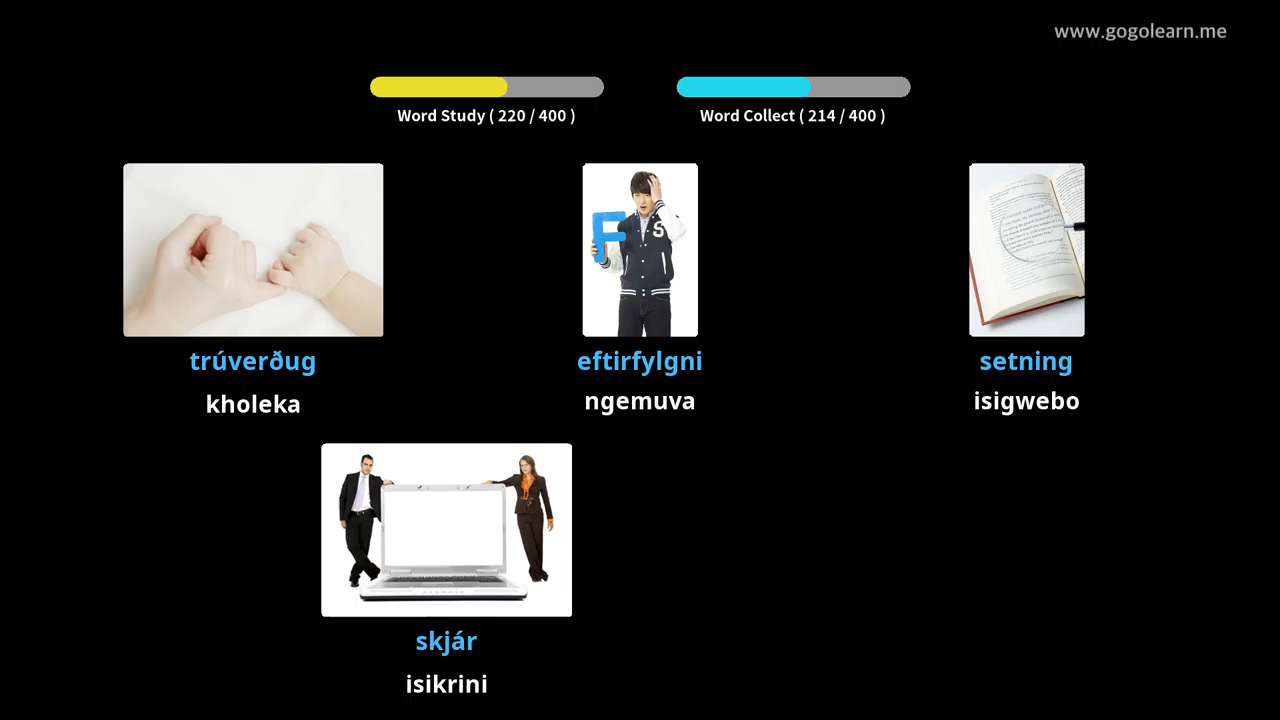 www.gogolearn.me
Word Study ( 220 / 400 )
Word Collect ( 214 / 400 )
F
S
trúverðug
kholeka
eftirfylgni
ngemuva
setning
isigwebo
skjár
isikrini